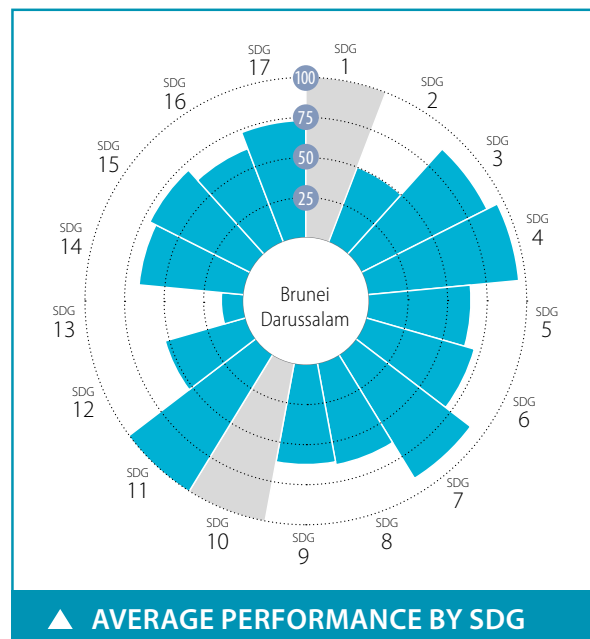 SDG
1
SDG
2
SDG
3
SDG
4
SDG
5
SDG
6
SDG
7
SDG
8
SDG
9
SDG
10
SDG
11
SDG
12
SDG
13
SDG
14
SDG
15
SDG
16
SDG
17
100
75
50
25
Brunei
Darussalam
▲ AVERAGE PERFORMANCE BY SDG